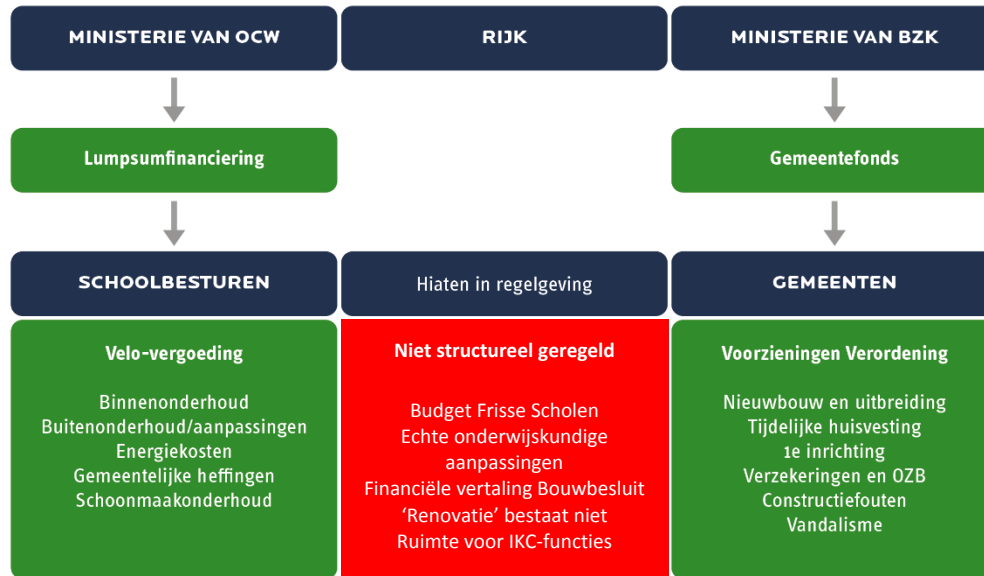 MINISTERIE VAN OCW
RIJK
MINISTERIE VAN BZK
Lumpsumfinanciering
Gemeentefonds
SCHOOLBESTUREN
Hiaten in regelgeving
GEMEENTEN
Velo-vergoeding
Binnenonderhoud
Buitenonderhoud/aanpassingen
Energiekosten
Gemeentelijke heffingen
Schoonmaakonderhoud
Niet structureel geregeld
Budget Frisse Scholen
Echte onderwijskundige
aanpassingen
Financiële vertaling Bouwbesluit
‘Renovatie’ bestaat niet
Ruimte voor IKC-functies
Voorzieningen Verordening
Nieuwbouw en uitbreiding
Tijdelijke huisvesting
1e inrichting
Verzekeringen en OZB
Constructiefouten
Vandalisme